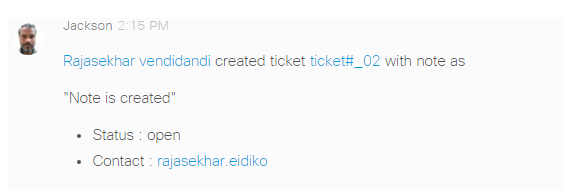 Jackson 2:15 PM
Rajasekhar vendidandi created ticket ticket#_02 with note as
"Note is created"
• Status : open
• Contact : rajasekhar.eidiko